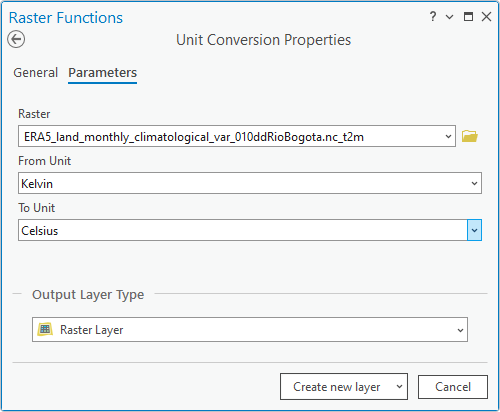 Raster Functions
?
Unit Conversion Properties
General Parameters
Raster
ERA5_land_monthly_climatological_var_010ddRioBogota.nc_t2m
From Unit
Kelvin
To Unit
Celsius
Output Layer Type
Raster Layer
Create new layer
Cancel